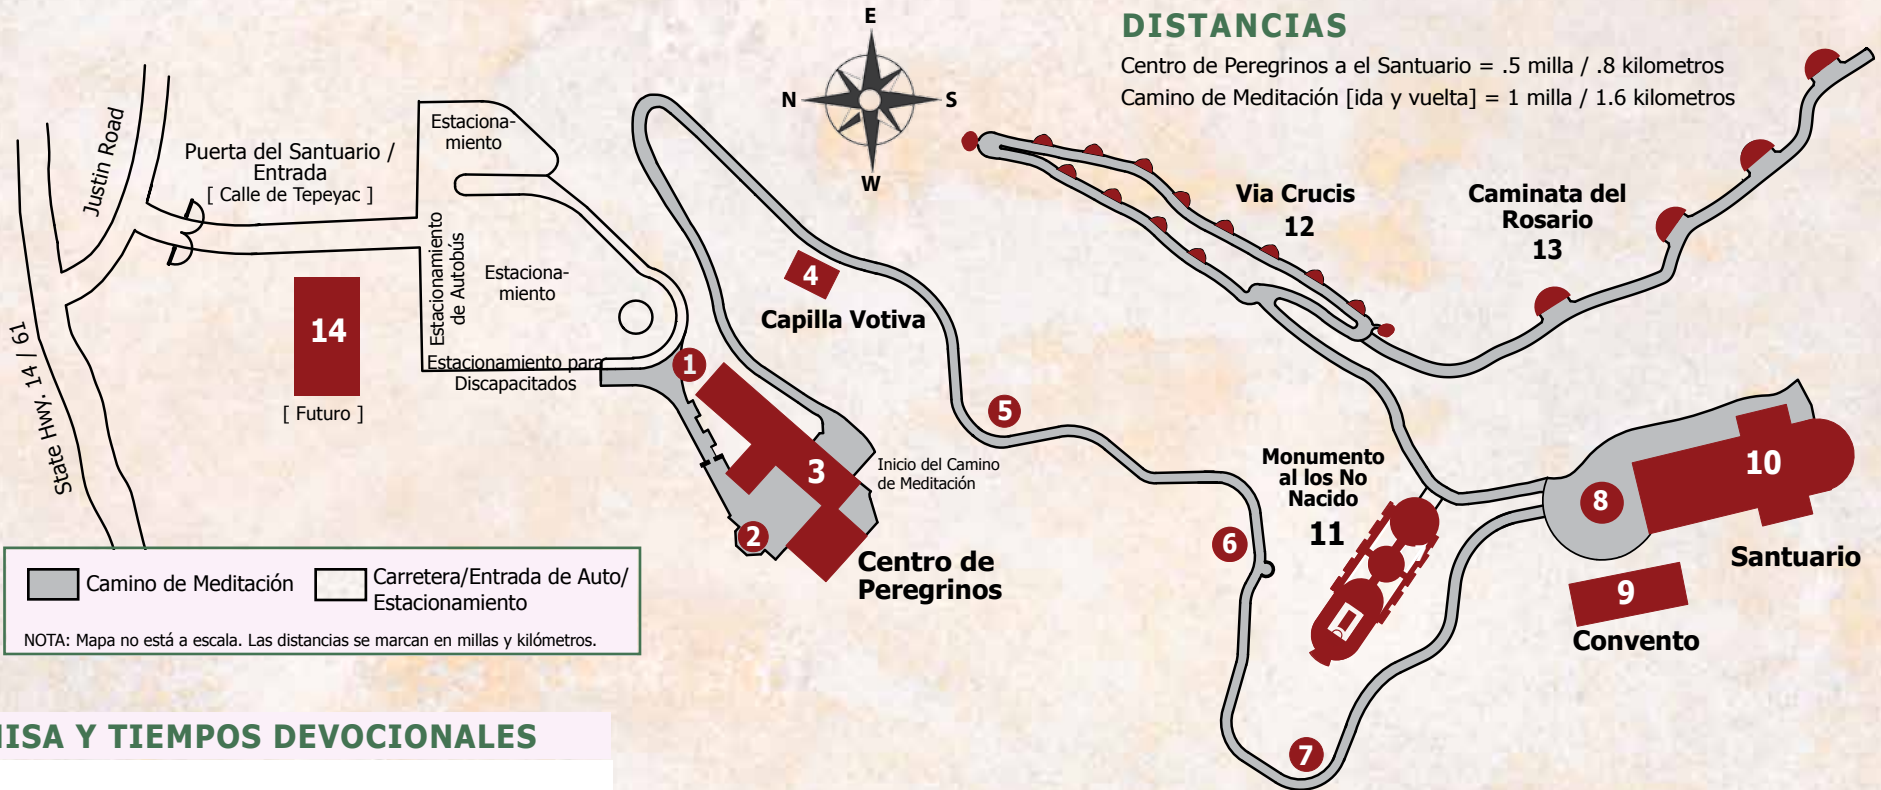 E
N
S
W
DISTANCIAS
Centro de Peregrinos a el Santuario = .5 milla / .8 kilometros
Camino de Meditación [ida y vuelta] = 1 milla / 1.6 kilometros
State Hwy. 14 / 61
Justin Road
Puerta del Santuario /
Entrada
[ Calle de Tepeyac ]
Estaciona-
miento
Estacionamiento
de Autobús
Estaciona-
miento
Estacionamiento para
Discapacitados
14
[ Futuro ]
1
2
3
Inicio del Camino
de Meditación
Centro de
Peregrinos
4
Capilla Votiva
5
6
7
Via Crucis
12
Caminata del
Rosario
13
Monumento
al los No
Nacido
11
8
10
Santuario
9
Convento
Camino de Meditación
Carretera/Entrada de Auto/
Estacionamiento
NOTA: Mapa no está a escala. Las distancias se marcan en millas y kilómetros.
MISA Y TIEMPOS DEVOCIONALES